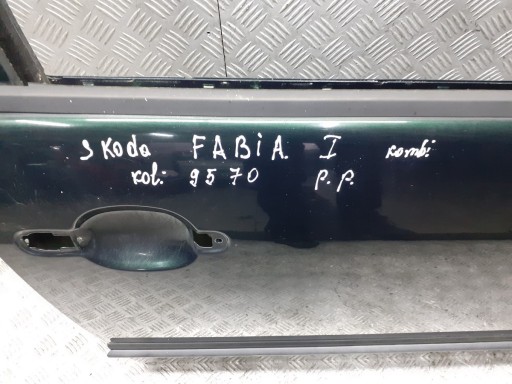 Skoda FABIA. I kombi
kol: 9570 p.p.